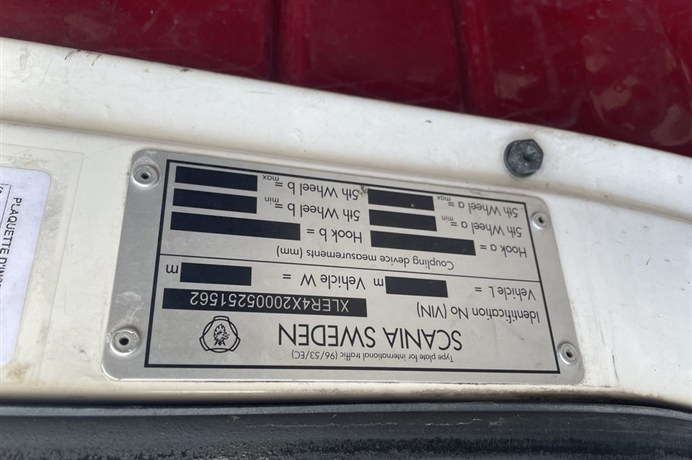 Type plate for international traffic (96/53/EC)
SCANIA SWEDEN
Identification No (VIN) XLER4X20005251562
Vehicle L = m Vehicle W = m
Coupling device measurements (mm)
Hook a = Hook b =
5th Wheel a min = 5th Wheel b min =
5th Wheel a max = 5th Wheel b max =